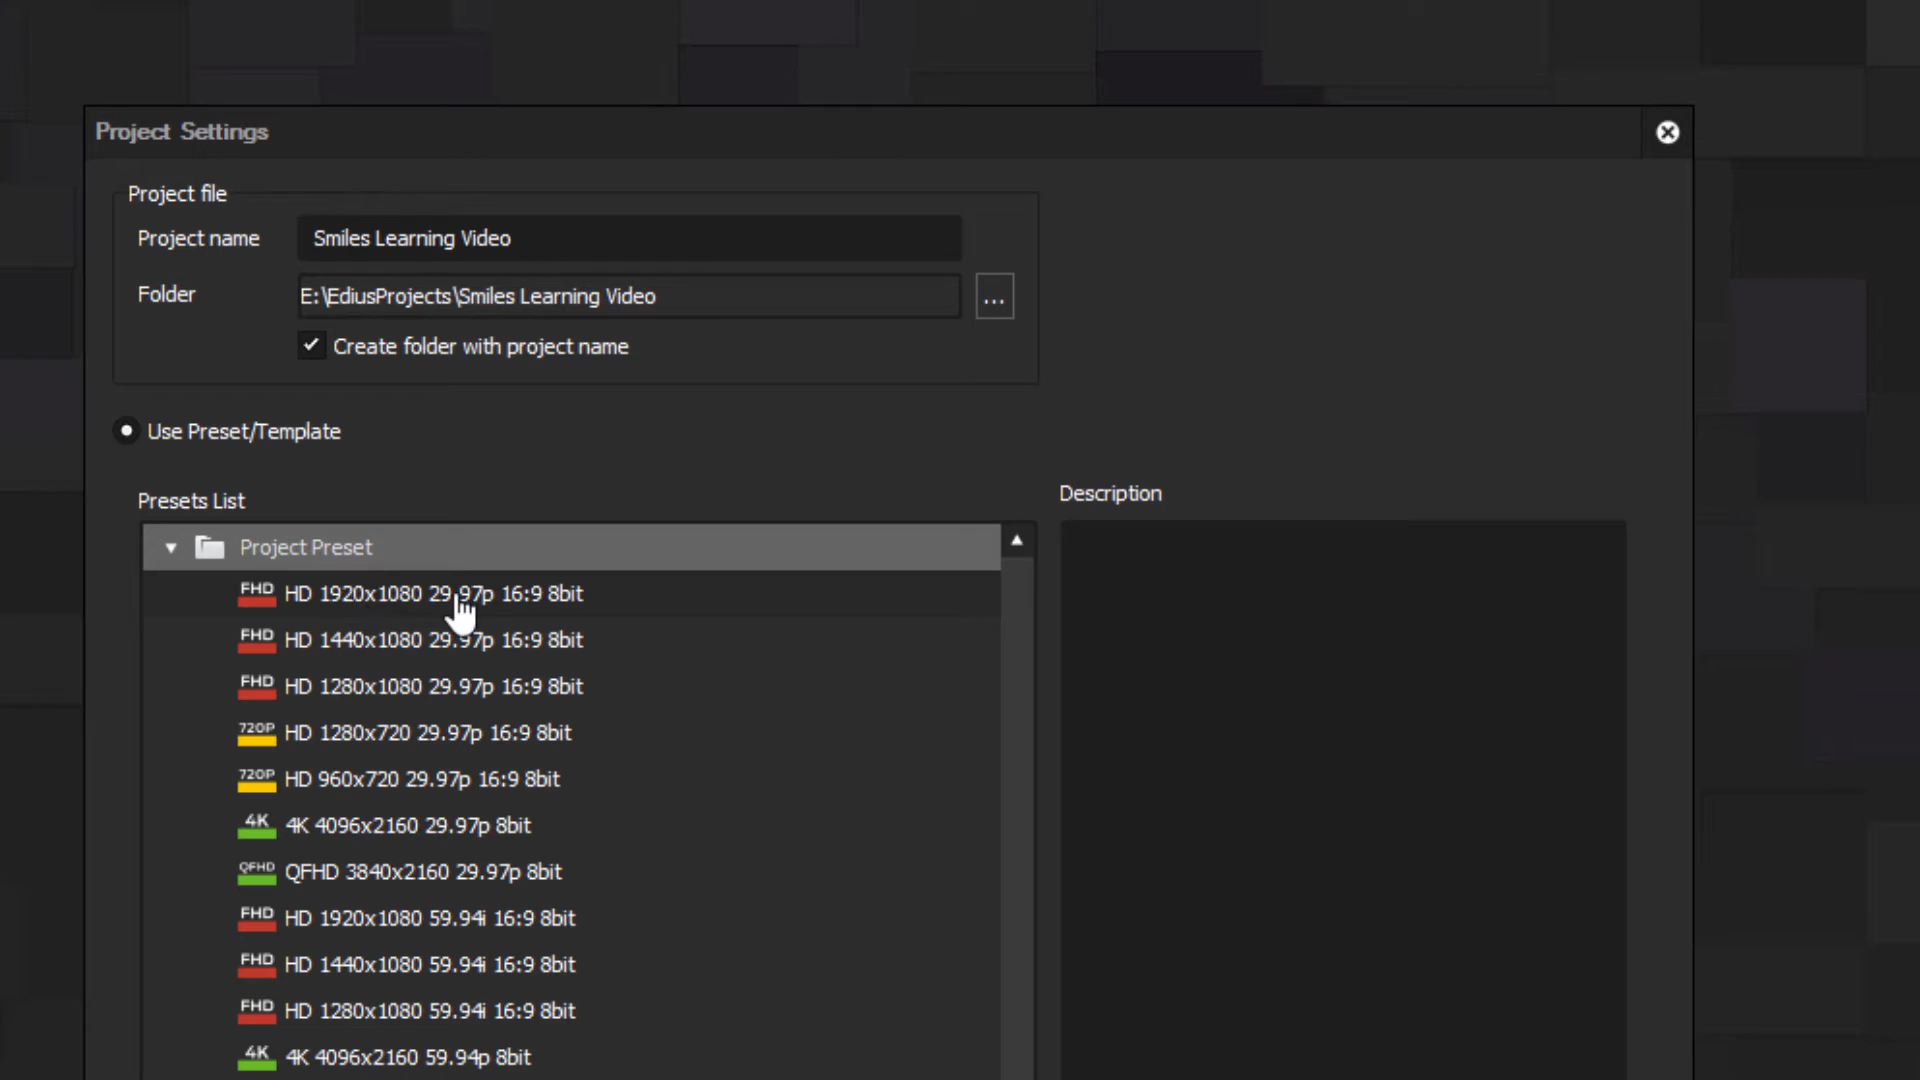 Project Settings
Project file
Project name Smiles Learning Video
Folder E:\EdiusProjects\Smiles Learning Video ...
Create folder with project name
Use Preset/Template
Presets List
Description
Project Preset
FHD HD 1920x1080 29.97p 16:9 8bit
FHD HD 1440x1080 29.97p 16:9 8bit
FHD HD 1280x1080 29.97p 16:9 8bit
720P HD 1280x720 29.97p 16:9 8bit
720P HD 960x720 29.97p 16:9 8bit
4K 4K 4096x2160 29.97p 8bit
QFHD QFHD 3840x2160 29.97p 8bit
FHD HD 1920x1080 59.94i 16:9 8bit
FHD HD 1440x1080 59.94i 16:9 8bit
FHD HD 1280x1080 59.94i 16:9 8bit
4K 4K 4096x2160 59.94p 8bit